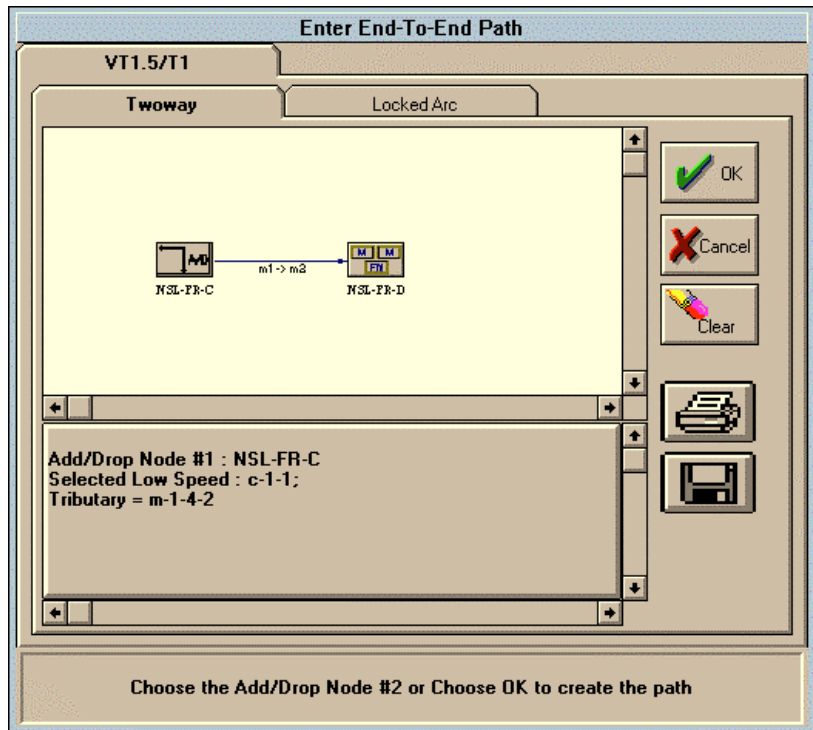 Enter End-To-End Path
VT1.5/T1
Twoway
Locked Arc
OK
A/D
M M
FN
m1->m2
NSL-FR-C
NSL-FR-D
Cancel
Clear
Add/Drop Node #1 : NSL-FR-C
Selected Low Speed : c-1-1;
Tributary = m-1-4-2
Choose the Add/Drop Node #2 or Choose OK to create the path